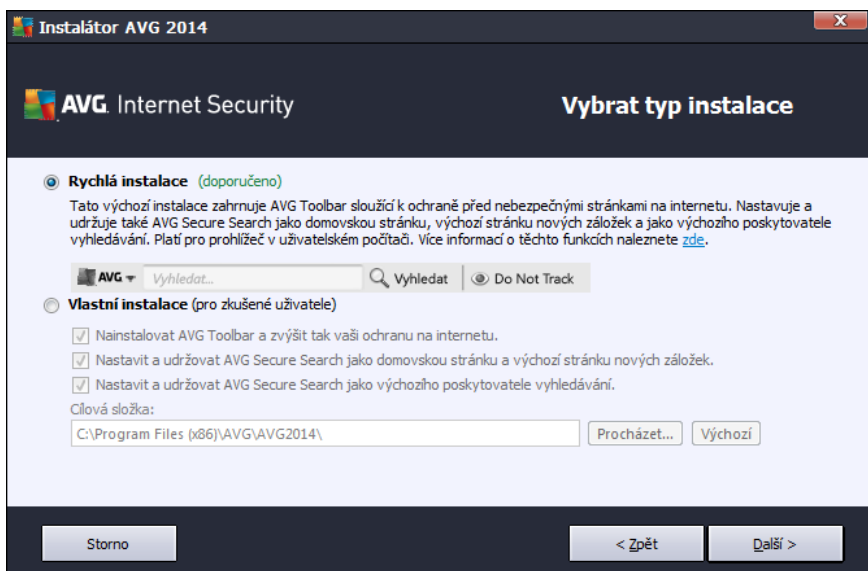 Instalátor AVG 2014
AVG. Internet Security
Vybrat typ instalace
Rychlá instalace (doporučeno)
Tato výchozí instalace zahrnuje AVG Toolbar sloužící k ochraně před nebezpečnými stránkami na internetu. Nastavuje a
udržuje také AVG Secure Search jako domovskou stránku, výchozí stránku nových záložek a jako výchozího poskytovatele
vyhledávání. Platí pro prohlížeč v uživatelském počítači. Více informací o těchto funkcích naleznete zde.
AVG Vyhledat... Vyhledat Do Not Track
Vlastní instalace (pro zkušené uživatele)
Nainstalovat AVG Toolbar a zvýšit tak vaši ochranu na internetu.
Nastavit a udržovat AVG Secure Search jako domovskou stránku a výchozí stránku nových záložek.
Nastavit a udržovat AVG Secure Search jako výchozího poskytovatele vyhledávání.
Cílová složka:
C:\Program Files (x86)\AVG\AVG2014\ Procházet... Výchozí
Storno < Zpět Další >